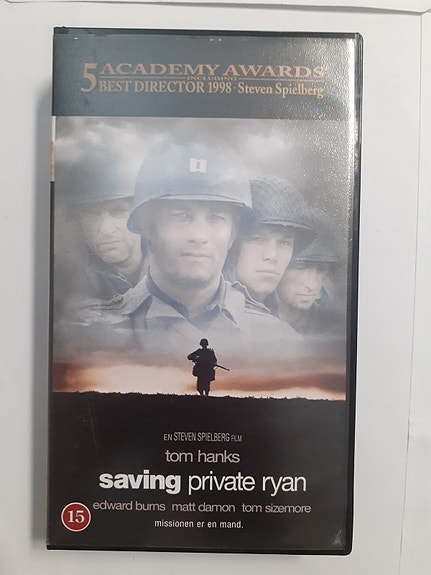 5 ACADEMY AWARDS
INCLUDING
BEST DIRECTOR 1998 · Steven Spielberg
EN STEVEN SPIELBERG FILM
tom hanks
saving private ryan
edward burns matt damon tom sizemore
missionen er en mand.
15